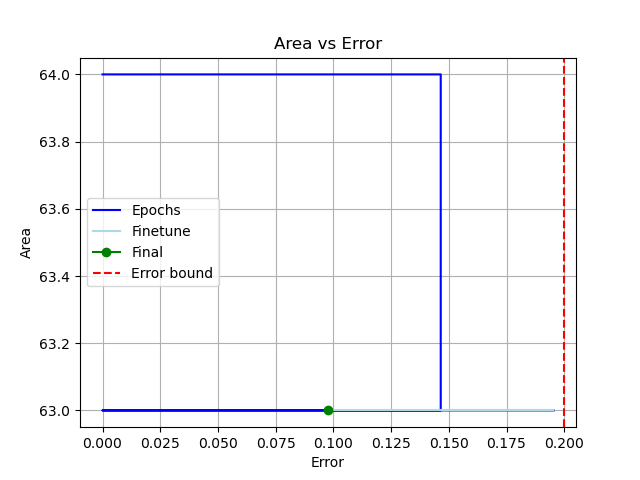 Area vs Error
64.0
63.8
63.6
63.4
63.2
63.0
Area
Epochs
Finetune
Final
Error bound
0.000 0.025 0.050 0.075 0.100 0.125 0.150 0.175 0.200
Error